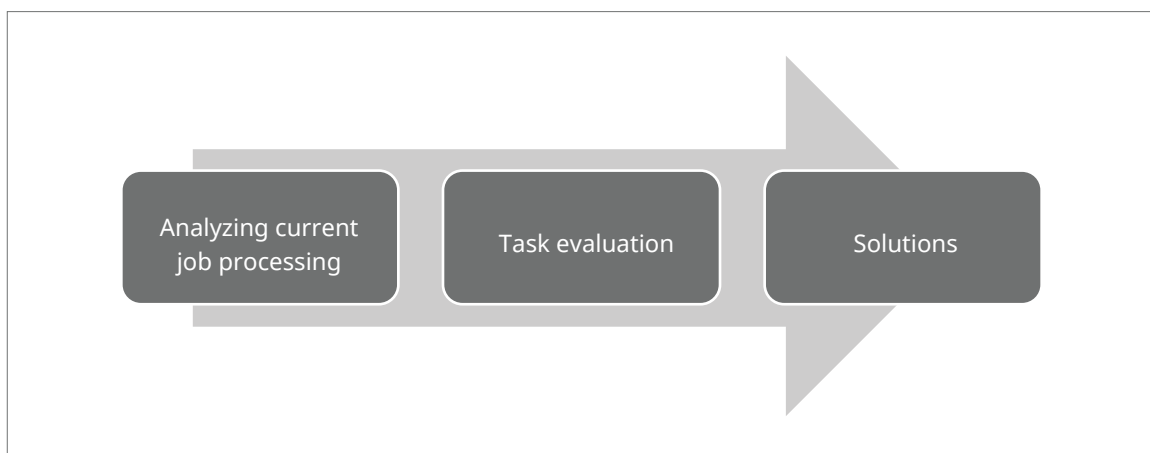 Analyzing current
job processing
Task evaluation
Solutions